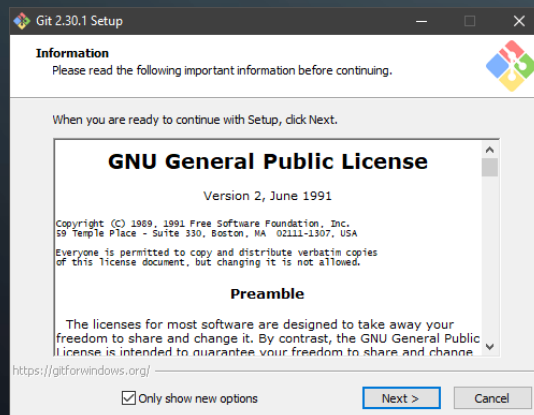 Git 2.30.1 Setup
Information
Please read the following important information before continuing.
When you are ready to continue with Setup, click Next.
GNU General Public License
Version 2, June 1991
Copyright (C) 1989, 1991 Free Software Foundation, Inc.
59 Temple Place - Suite 330, Boston, MA  02111-1307, USA
Everyone is permitted to copy and distribute verbatim copies
of this license document, but changing it is not allowed.
Preamble
The licenses for most software are designed to take away your
freedom to share and change it. By contrast, the GNU General Public
License is intended to guarantee your freedom to share and change
https://gitforwindows.org/
Only show new options
Next >
Cancel